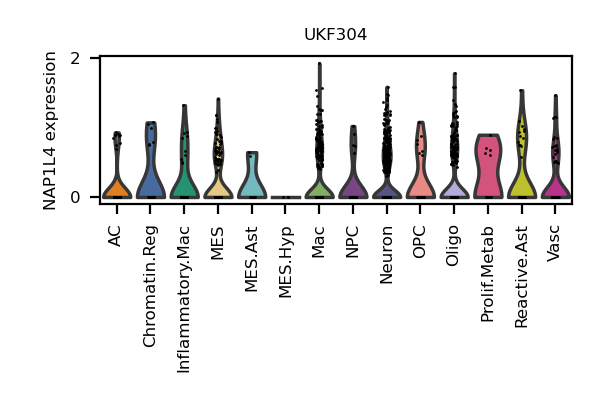 UKF304
NAP1L4 expression
2
0
AC
Chromatin.Reg
Inflammatory.Mac
MES
MES.Ast
MES.Hyp
Mac
NPC
Neuron
OPC
Oligo
Prolif.Metab
Reactive.Ast
Vasc